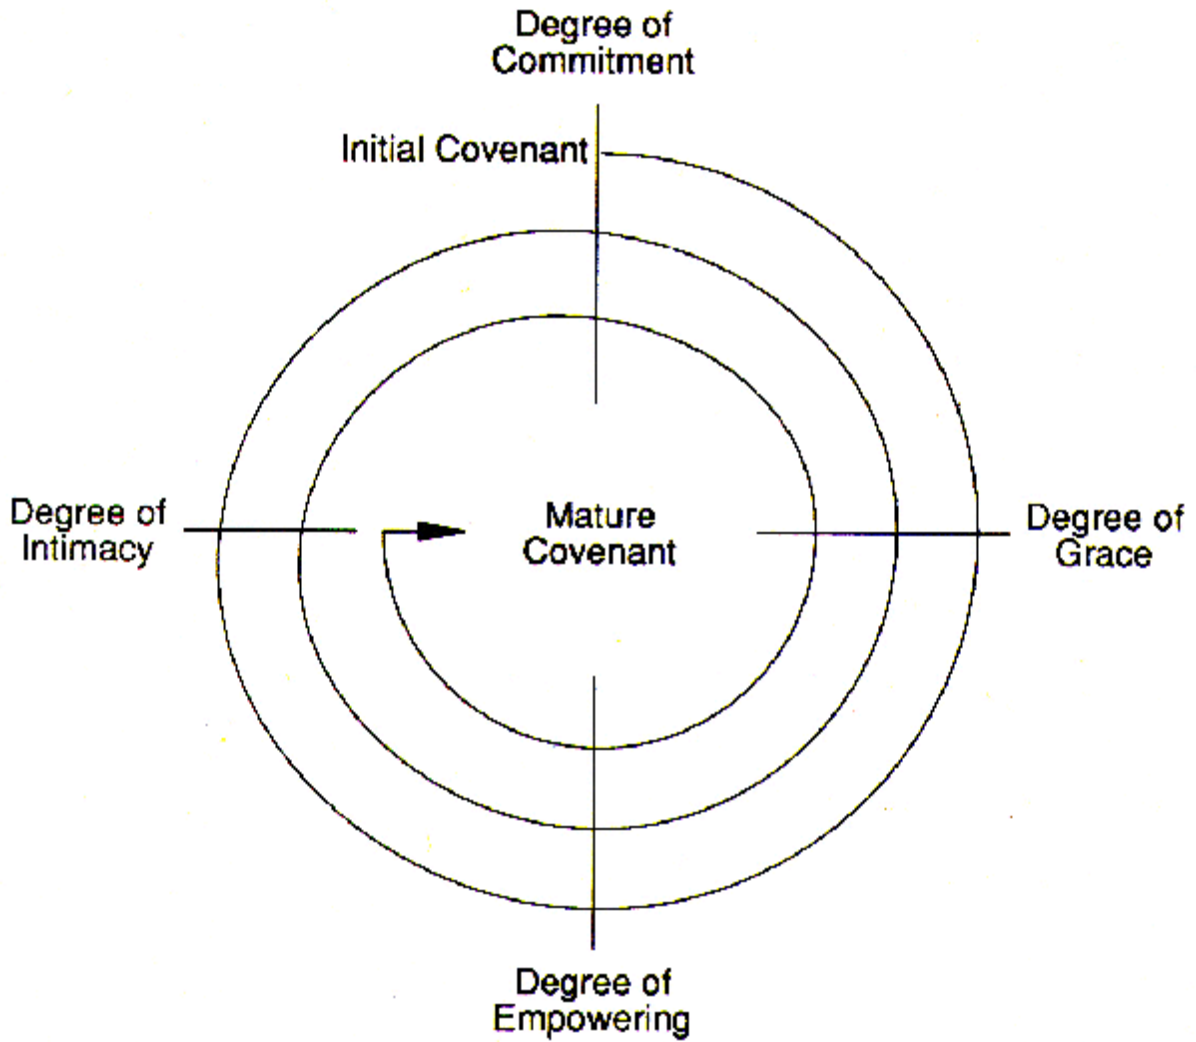 Degree of
Commitment
Initial Covenant
Degree of
Intimacy
Mature
Covenant
Degree of
Grace
Degree of
Empowering